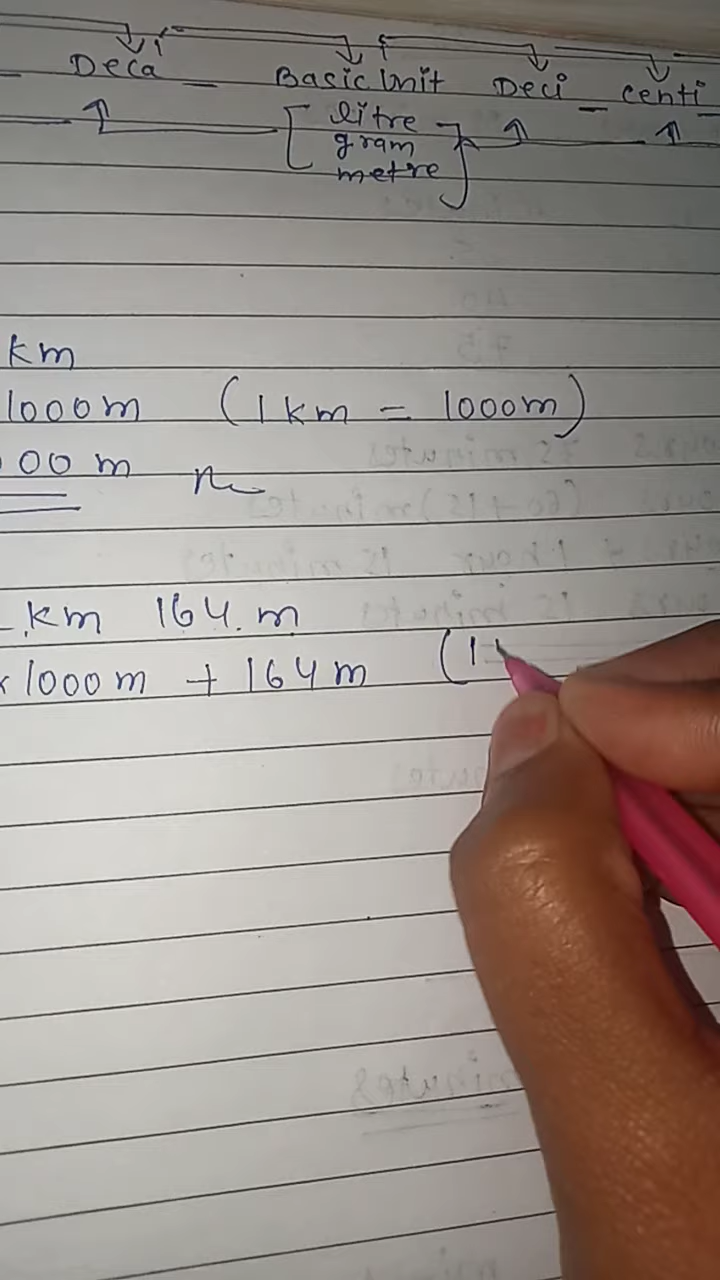 Deca — Basic Unit Deci — centi —
[litre
gram
metre]
km
1000m (1km = 1000m)
00 m
km 164.m
x 1000m + 164m (1